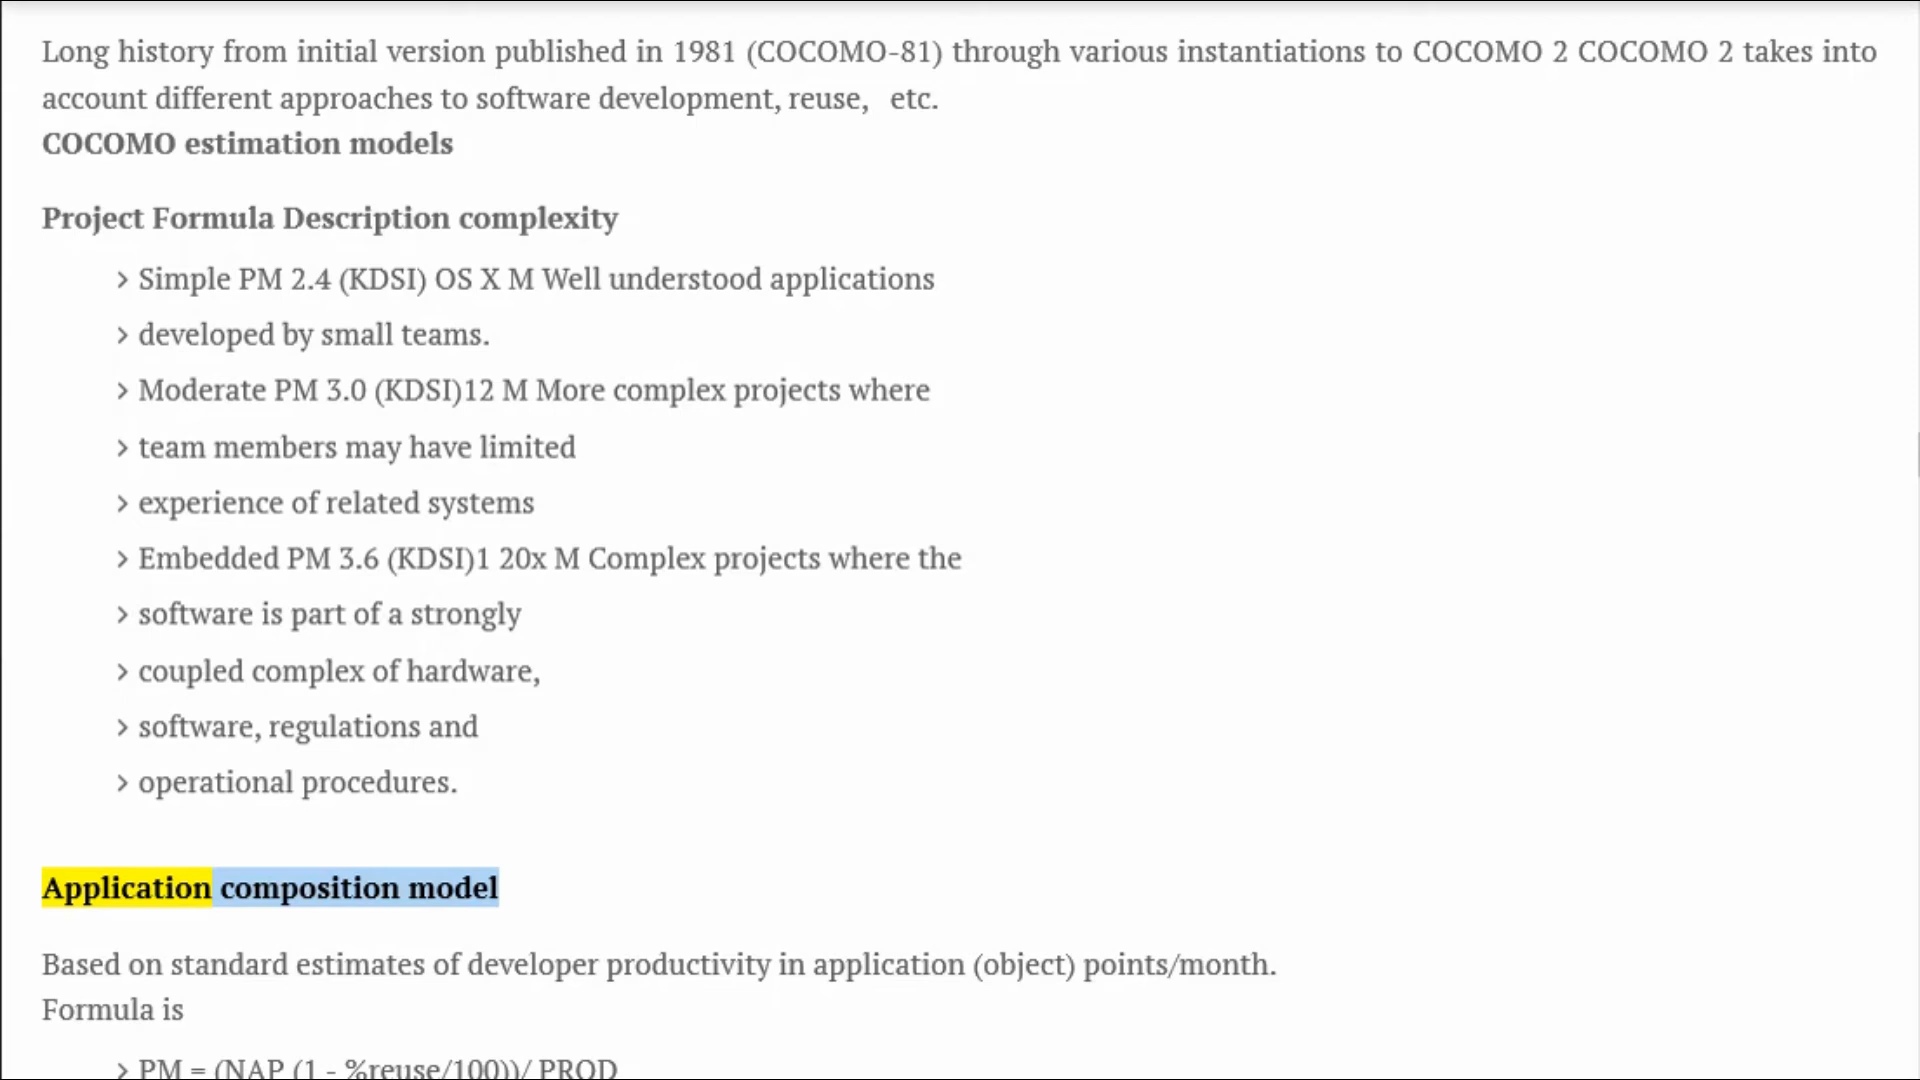 Long history from initial version published in 1981 (COCOMO-81) through various instantiations to COCOMO 2 COCOMO 2 takes into
account different approaches to software development, reuse, etc.
COCOMO estimation models
Project Formula Description complexity
> Simple PM 2.4 (KDSI) OS X M Well understood applications
> developed by small teams.
> Moderate PM 3.0 (KDSI)12 M More complex projects where
> team members may have limited
> experience of related systems
> Embedded PM 3.6 (KDSI)1 20x M Complex projects where the
> software is part of a strongly
> coupled complex of hardware,
> software, regulations and
> operational procedures.
Application composition model
Based on standard estimates of developer productivity in application (object) points/month.
Formula is
> PM = (NAP (1 - %reuse/100))/ PROD